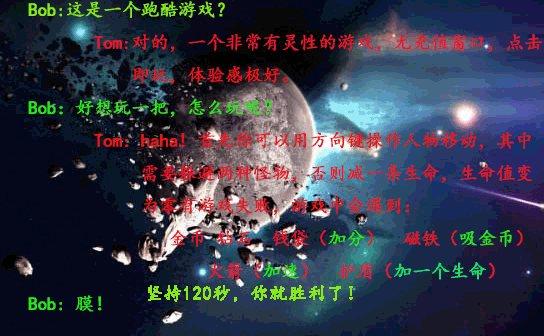 Bob:这是一个跑酷游戏?
Tom:对的，一个非常有灵性的游戏，无充值窗口，点击
即玩，体验感极好。
Bob: 好想玩一把，怎么玩呢?
Tom: haha! 首先你可以用方向键操作人物移动，其中
需要躲避两种怪物，否则减一条生命，生命值变
为零有游戏失败，游戏中会遇到:
金币 钻石 钱袋（加分） 磁铁（吸金币）
火箭（加速） 护盾（加一个生命）
坚持120秒，你就胜利了!
Bob: 膜!